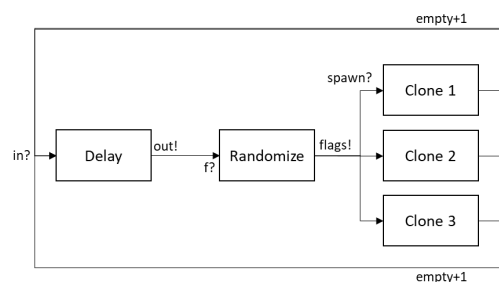 empty+1
spawn?
Clone 1
in?
Delay
out!
f?
Randomize
flags!
Clone 2
Clone 3
empty+1